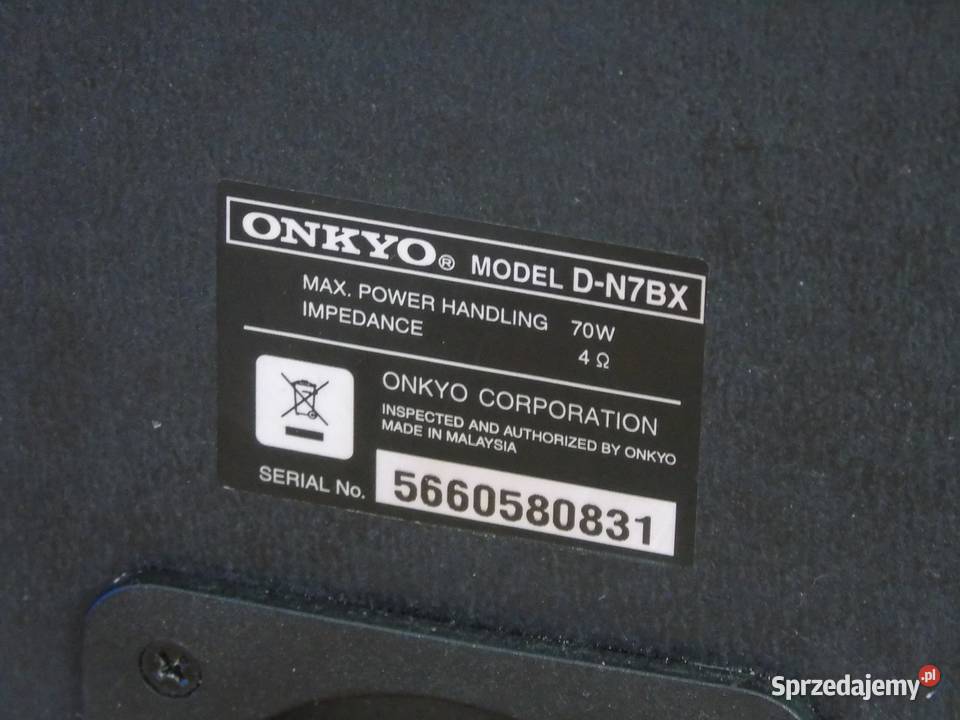 ONKYO® MODEL D-N7BX
MAX. POWER HANDLING 70W
IMPEDANCE 4 Ω
ONKYO CORPORATION
INSPECTED AND AUTHORIZED BY ONKYO
MADE IN MALAYSIA
SERIAL No. 5660580831
Sprzedajemy.pl